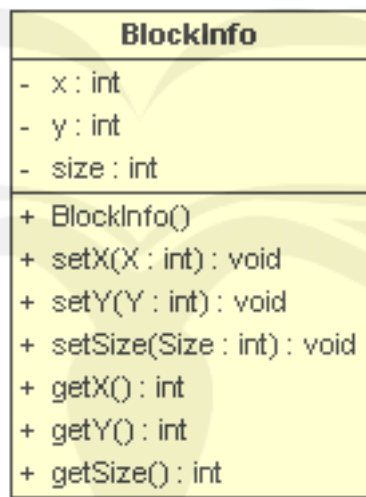 BlockInfo
- x : int
- y : int
- size : int
+ BlockInfo()
+ setX(X : int) : void
+ setY(Y : int) : void
+ setSize(Size : int) : void
+ getX() : int
+ getY() : int
+ getSize() : int